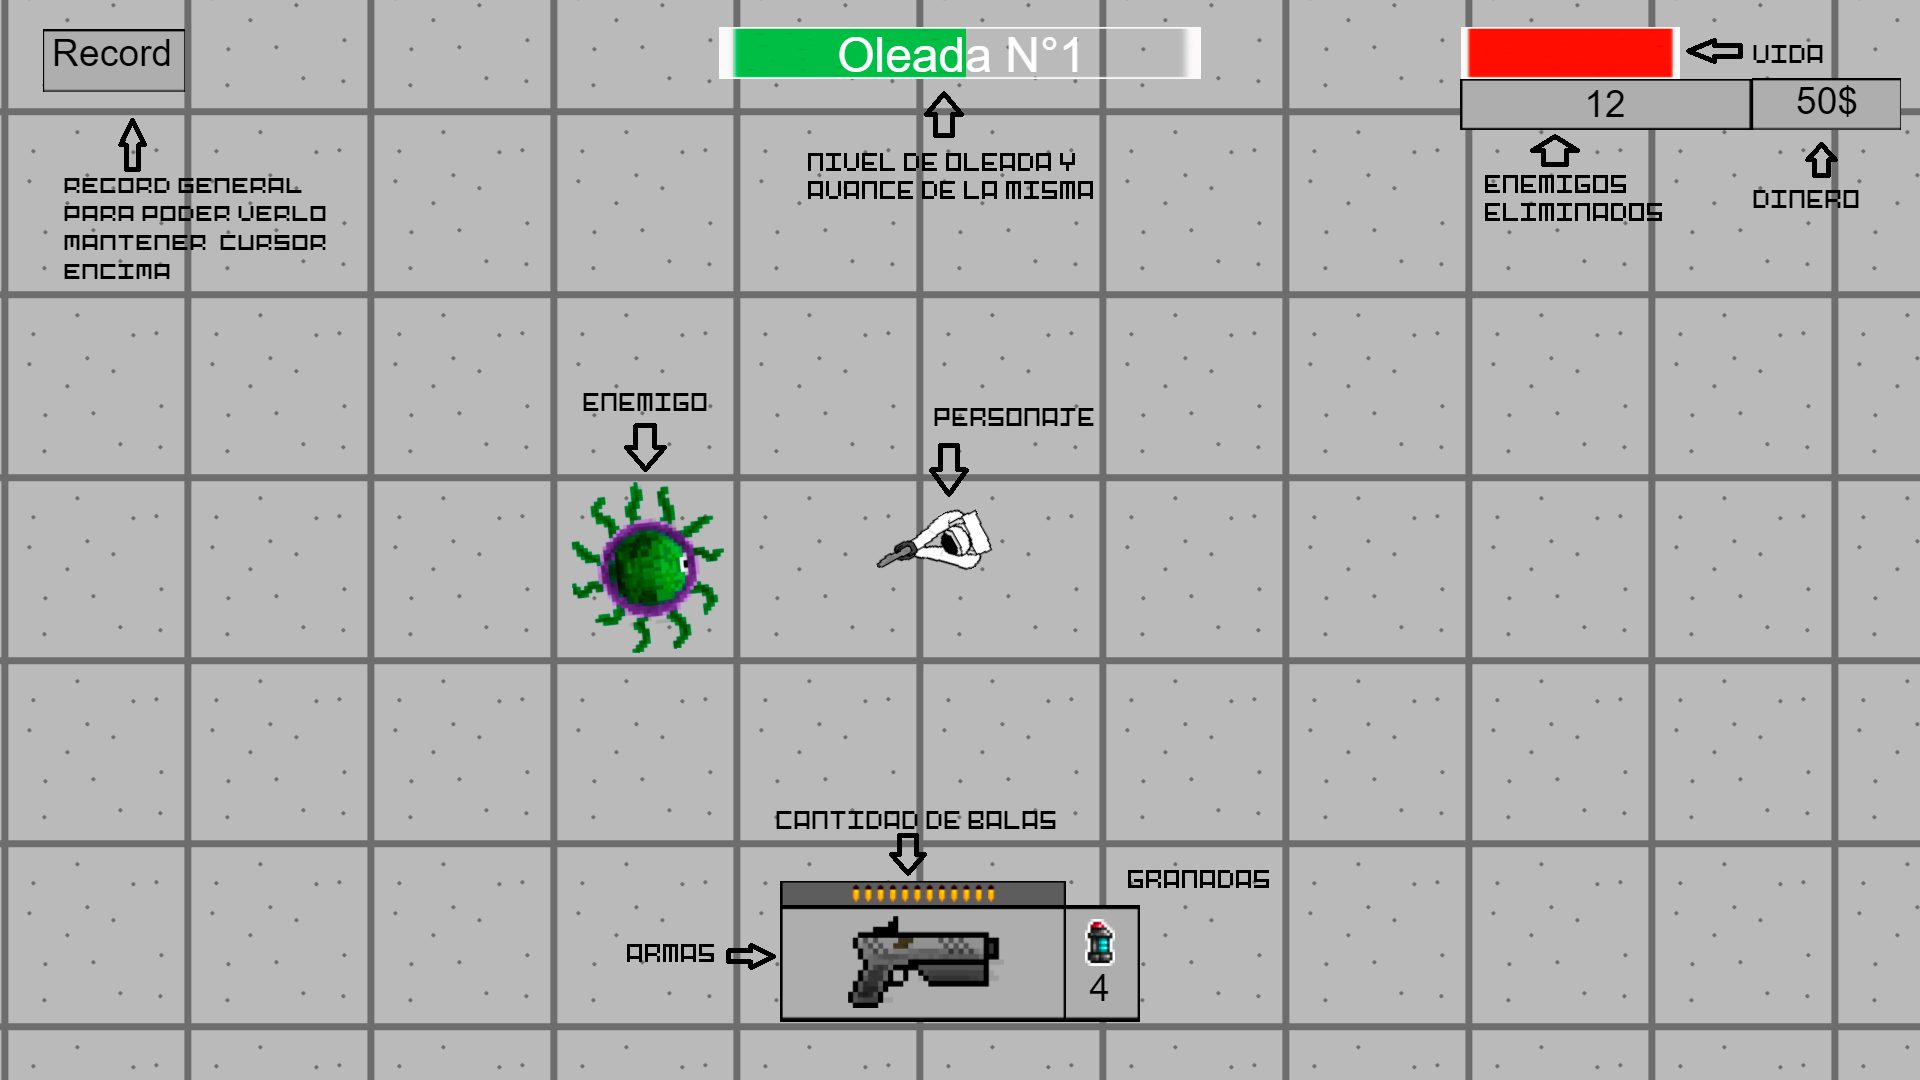 Record
Oleada N°1
VIDA
12
50$
RECORD GENERAL
PARA PODER VERLO
MANTENER CURSOR
ENCIMA
NIVEL DE OLEADA Y
AVANCE DE LA MISMA
ENEMIGOS
ELIMINADOS
DINERO
ENEMIGO
PERSONAJE
CANTIDAD DE BALAS
GRANADAS
ARMAS
4